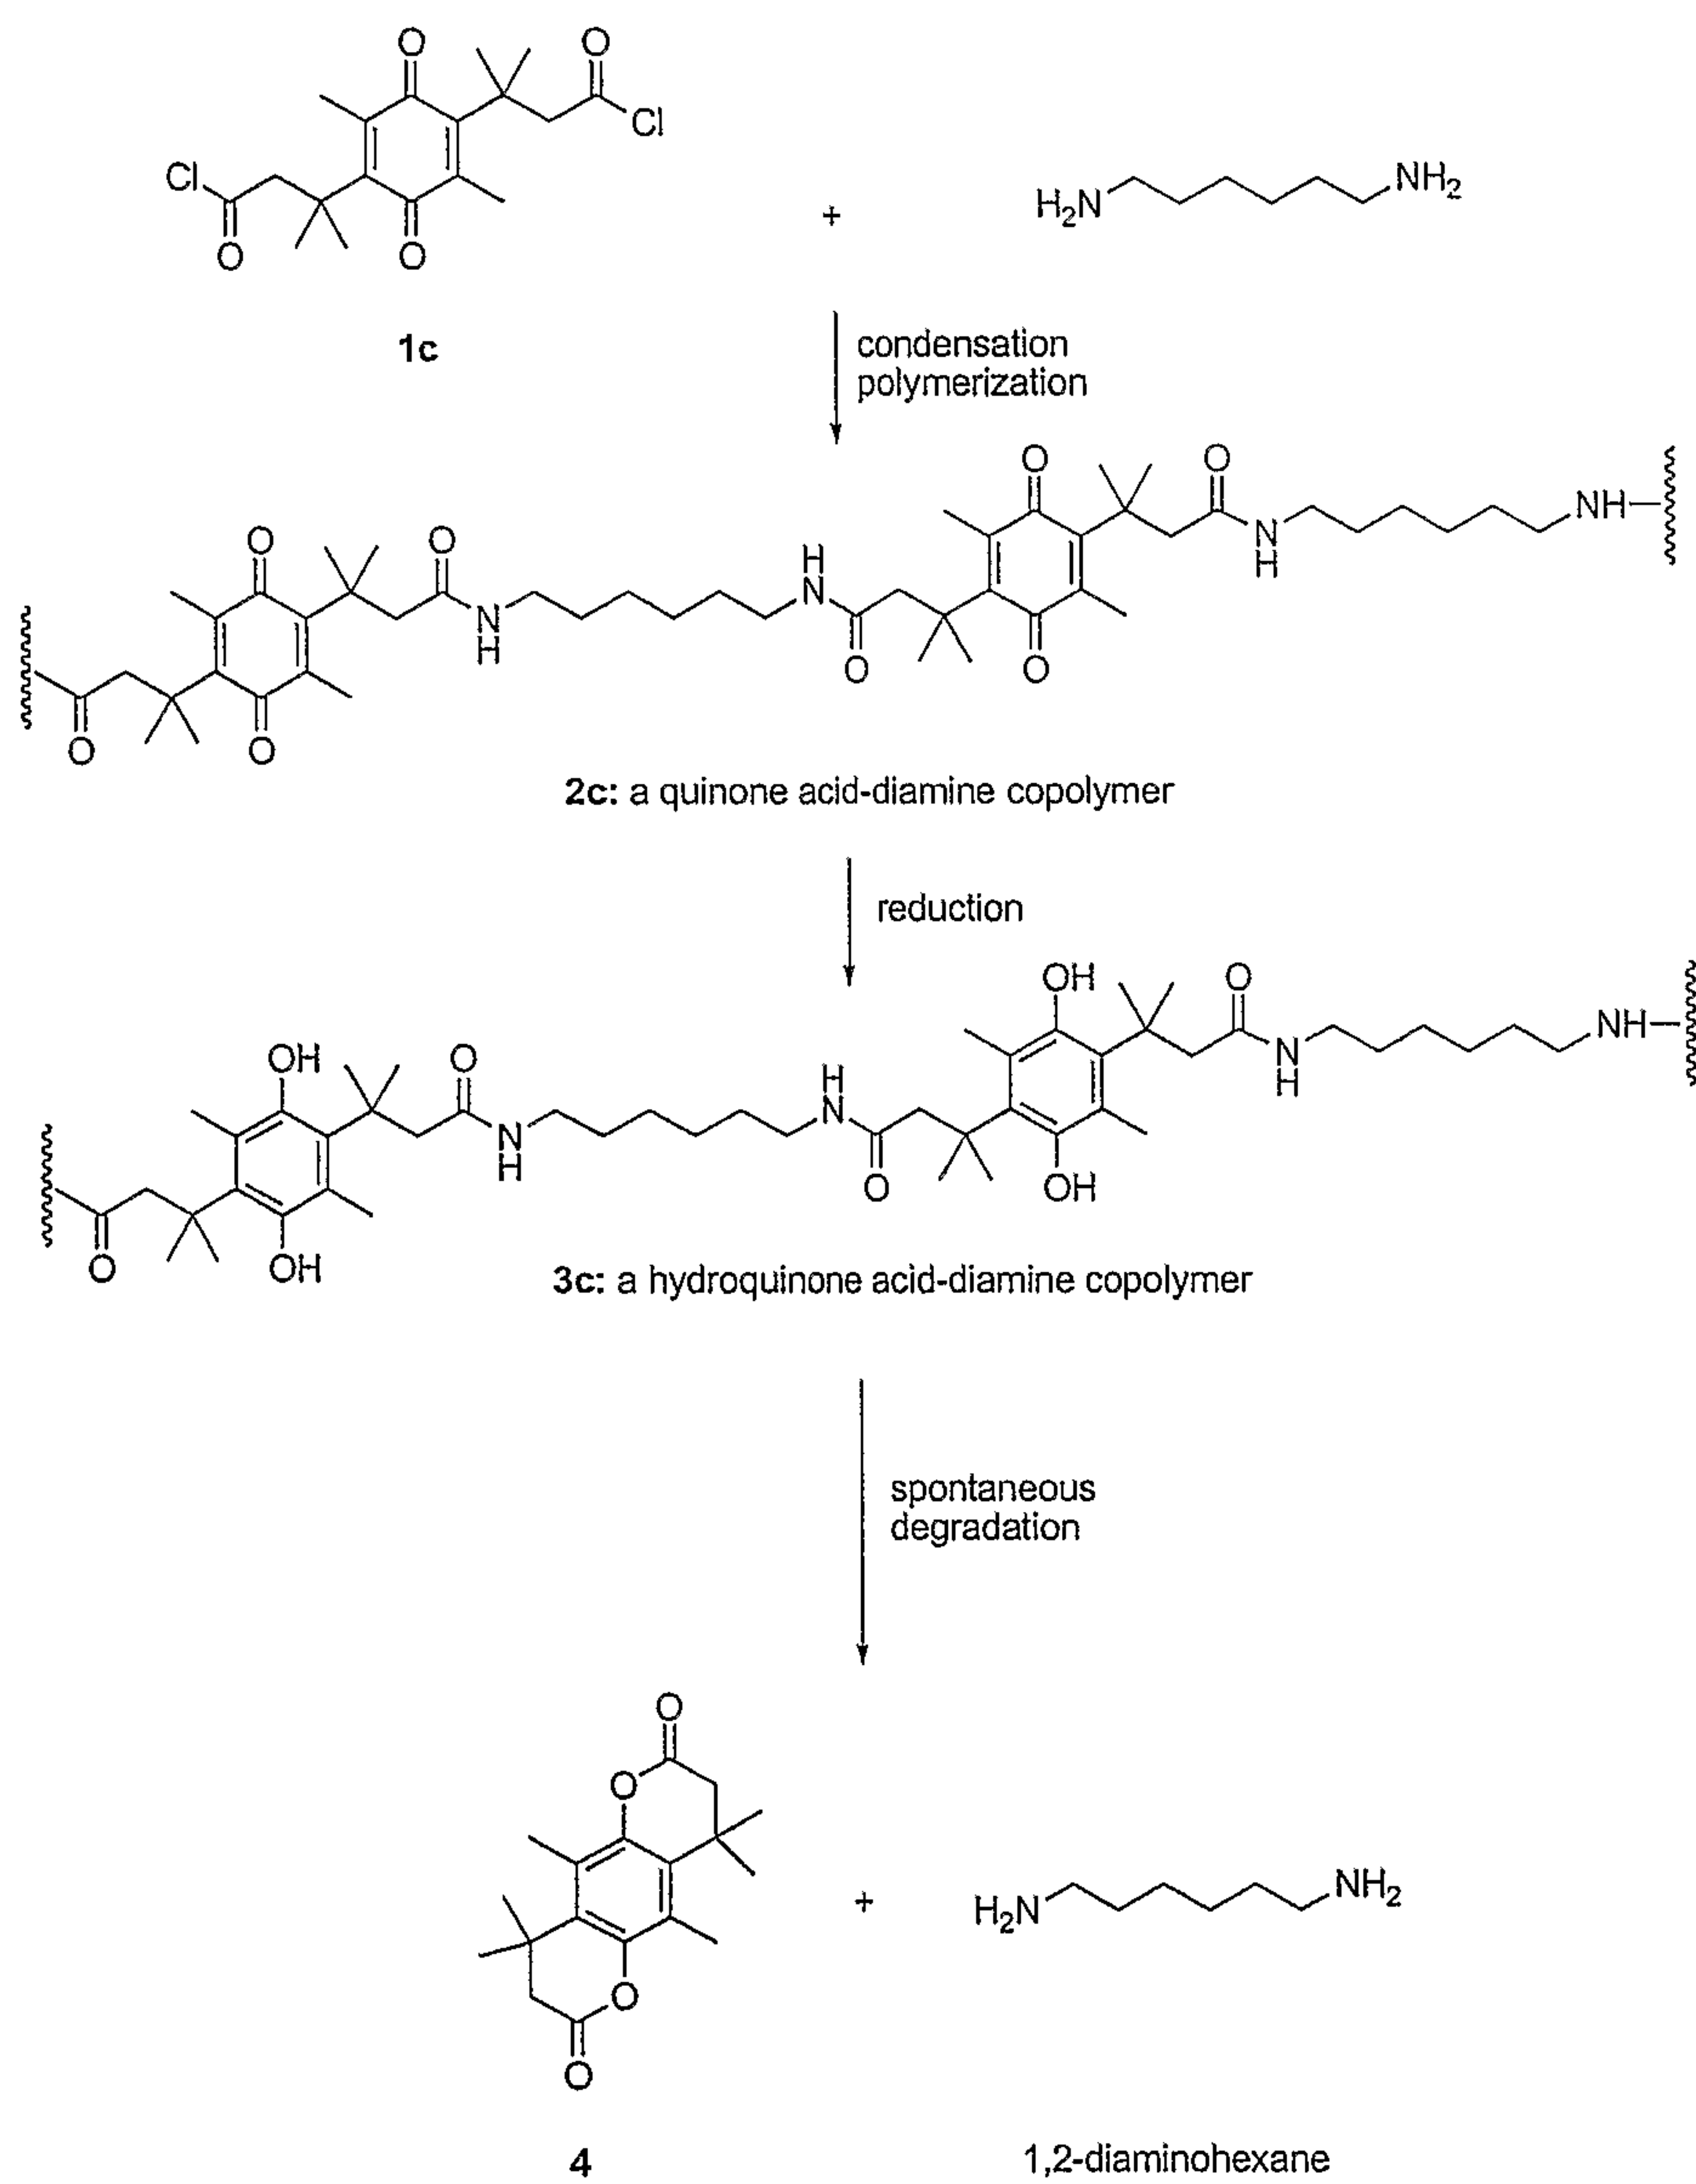 O
O
Cl
Cl
O
O
+
H2N
NH2
1c
condensation
polymerization
O
O
NH
N
H
O
O
H
N
N
H
O
O
O
O
2c: a quinone acid-diamine copolymer
reduction
OH
O
NH
N
H
OH
O
H
N
N
H
O
OH
O
OH
3c: a hydroquinone acid-diamine copolymer
spontaneous
degradation
O
O
+
H2N
NH2
O
O
4
1,2-diaminohexane